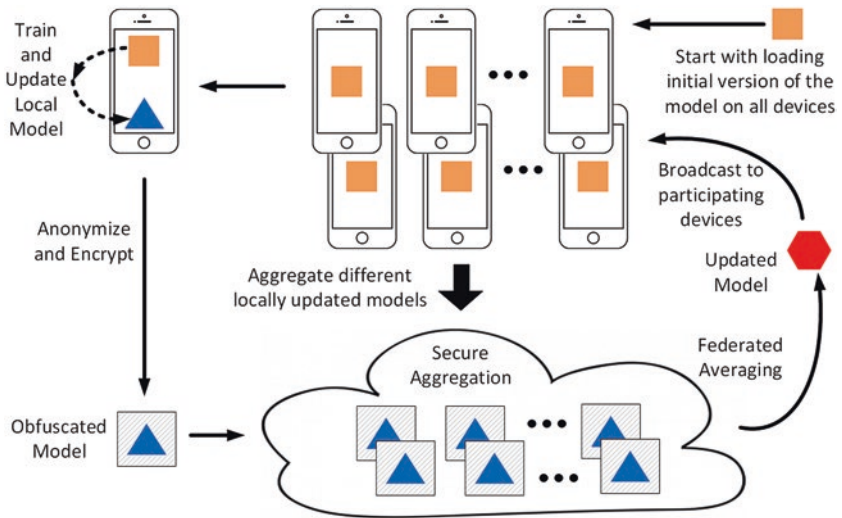 Train
and
Update
Local
Model
Start with loading
initial version of the
model on all devices
Broadcast to
participating
devices
Anonymize
and Encrypt
Aggregate different
locally updated models
Updated
Model
Secure
Aggregation
Federated
Averaging
Obfuscated
Model